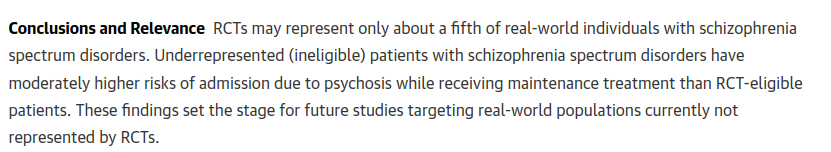 Conclusions and Relevance RCTs may represent only about a fifth of real-world individuals with schizophrenia
spectrum disorders. Underrepresented (ineligible) patients with schizophrenia spectrum disorders have
moderately higher risks of admission due to psychosis while receiving maintenance treatment than RCT-eligible
patients. These findings set the stage for future studies targeting real-world populations currently not
represented by RCTs.